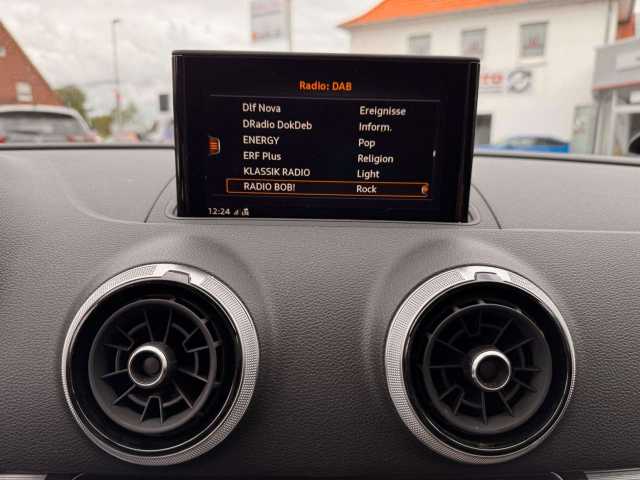 Radio: DAB
Dlf Nova Ereignisse
DRadio DokDeb Inform.
ENERGY Pop
ERF Plus Religion
KLASSIK RADIO Light
RADIO BOB! Rock
12:24